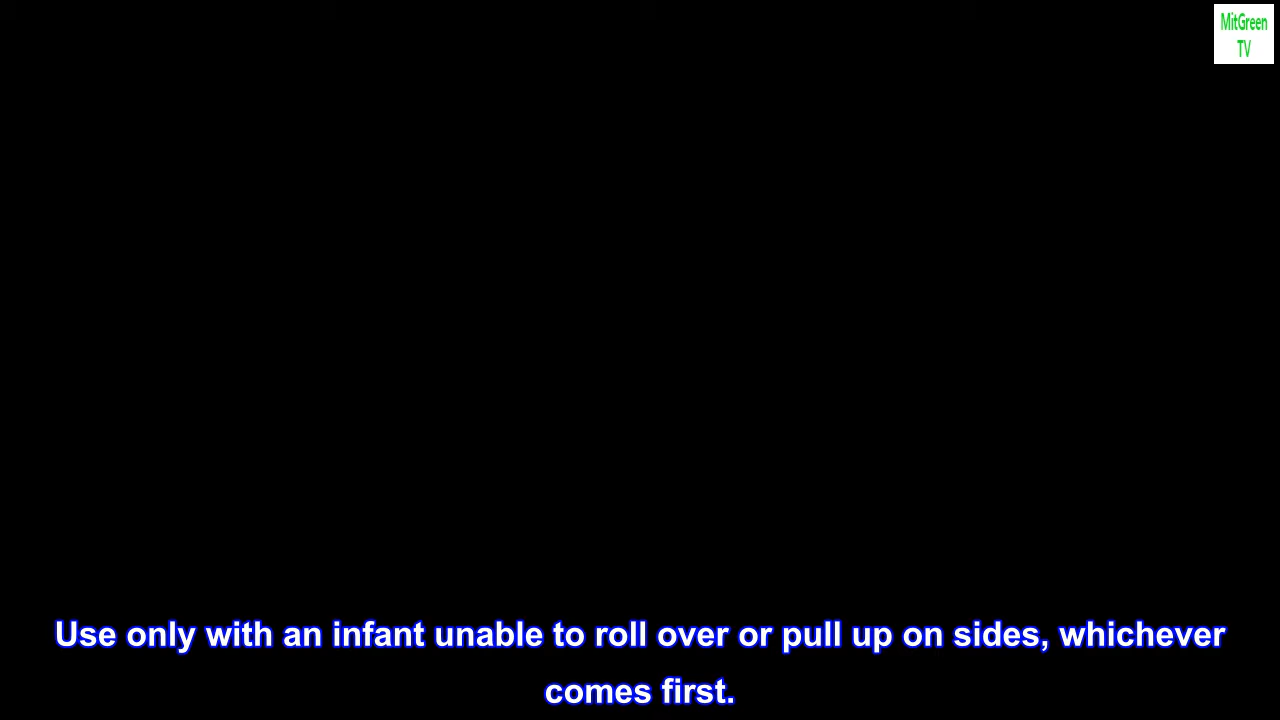 MitGreen
TV
Use only with an infant unable to roll over or pull up on sides, whichever
comes first.